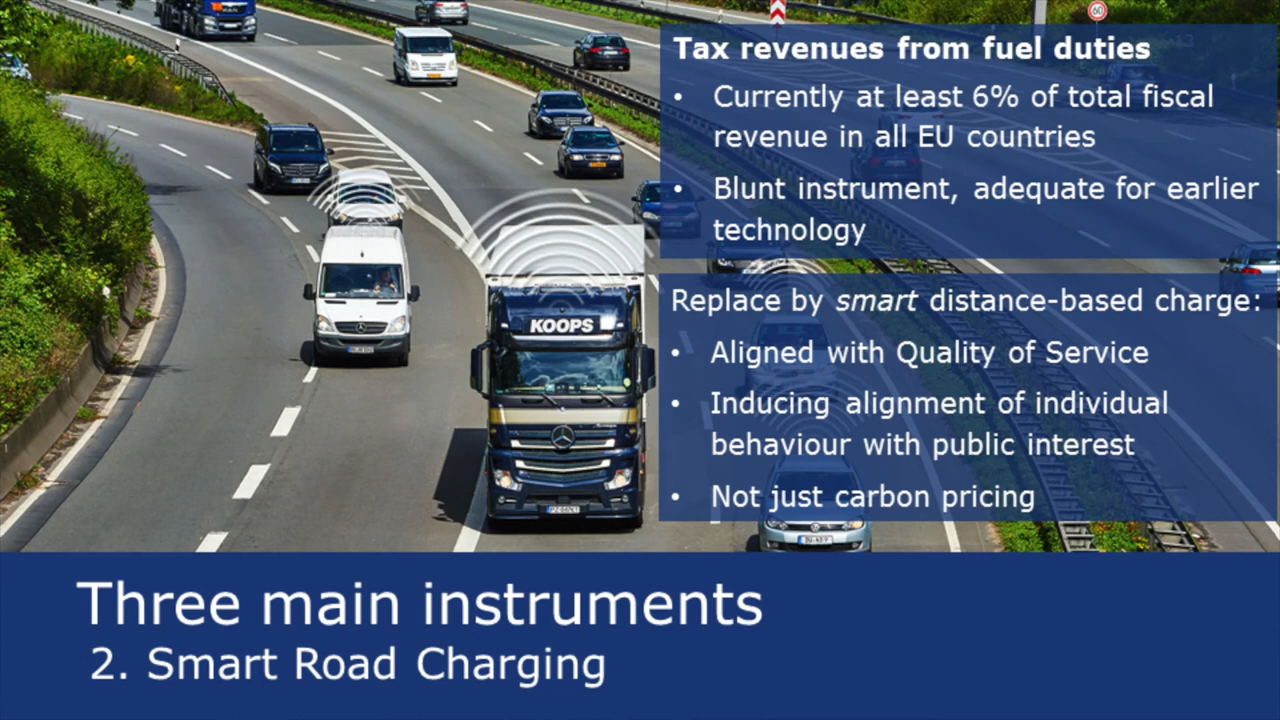 60
Tax revenues from fuel duties
• Currently at least 6% of total fiscal
revenue in all EU countries
• Blunt instrument, adequate for earlier
technology
Replace by smart distance-based charge:
• Aligned with Quality of Service
• Inducing alignment of individual
behaviour with public interest
• Not just carbon pricing
KOOPS
Three main instruments
2. Smart Road Charging